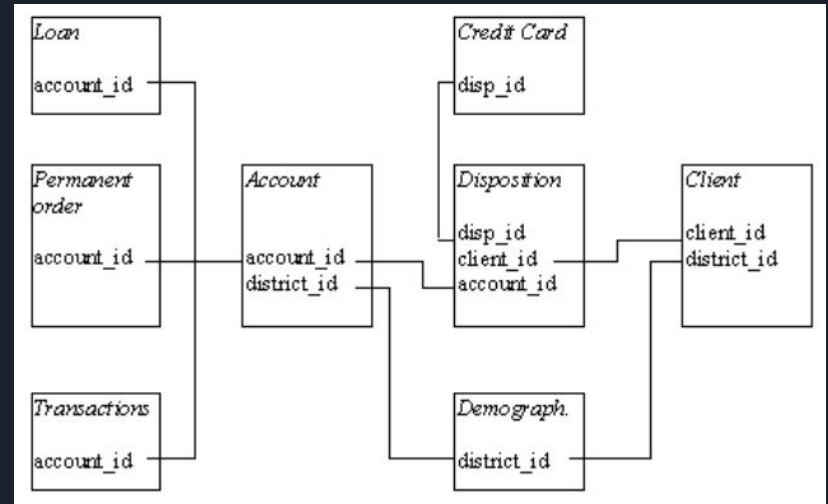 Loan
account_id
Credit Card
disp_id
Permanent
order
account_id
Account
account_id
district_id
Disposition
disp_id
client_id
account_id
Client
client_id
district_id
Transactions
account_id
Demograph.
district_id